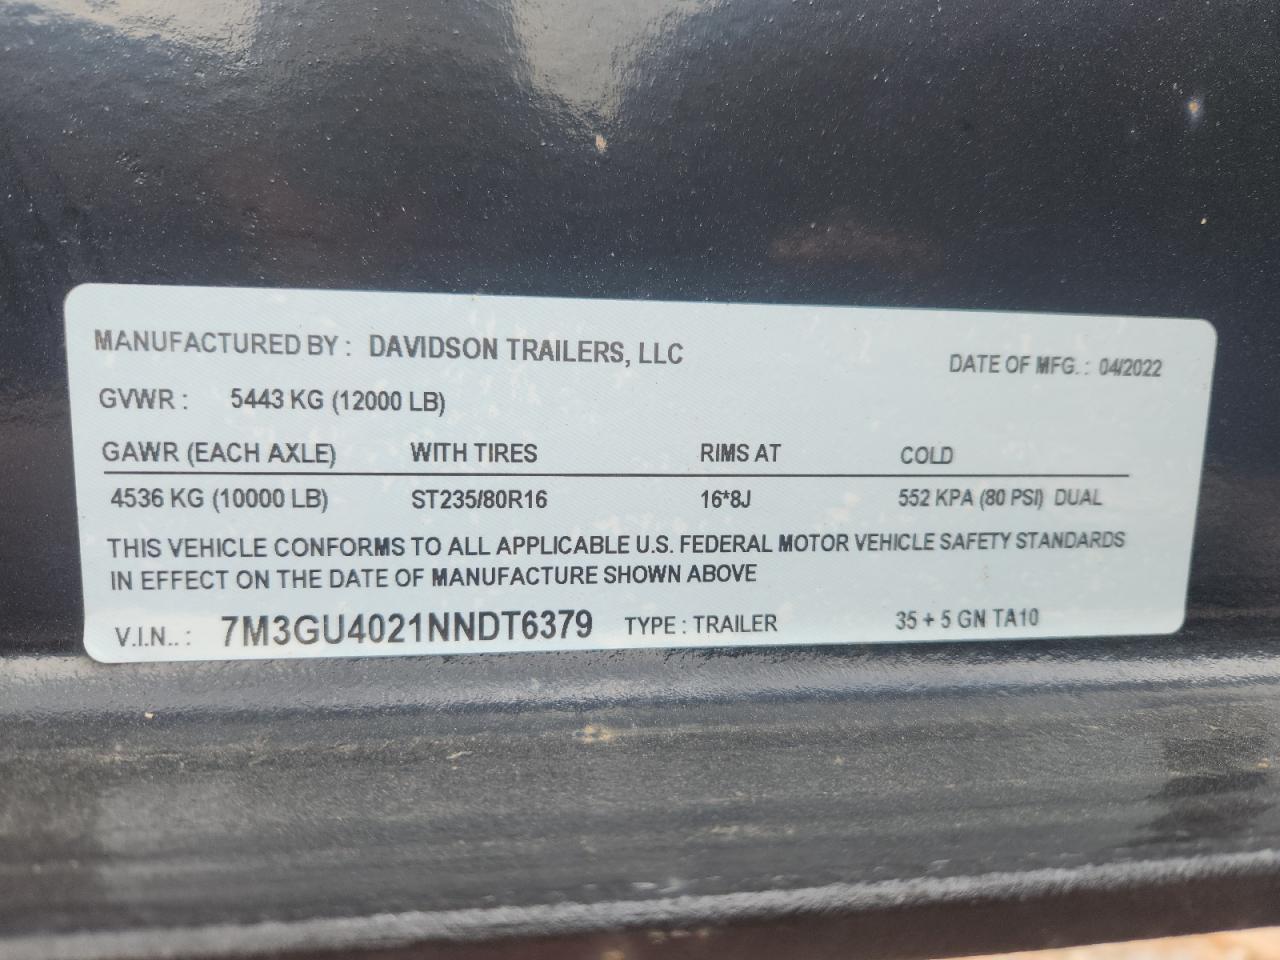 MANUFACTURED BY : DAVIDSON TRAILERS, LLC DATE OF MFG. : 04/2022
GVWR : 5443 KG (12000 LB)
GAWR (EACH AXLE) WITH TIRES RIMS AT COLD
4536 KG (10000 LB) ST235/80R16 16*8J 552 KPA (80 PSI) DUAL
THIS VEHICLE CONFORMS TO ALL APPLICABLE U.S. FEDERAL MOTOR VEHICLE SAFETY STANDARDS
IN EFFECT ON THE DATE OF MANUFACTURE SHOWN ABOVE
V.I.N.. : 7M3GU4021NNDT6379 TYPE : TRAILER 35 + 5 GN TA10